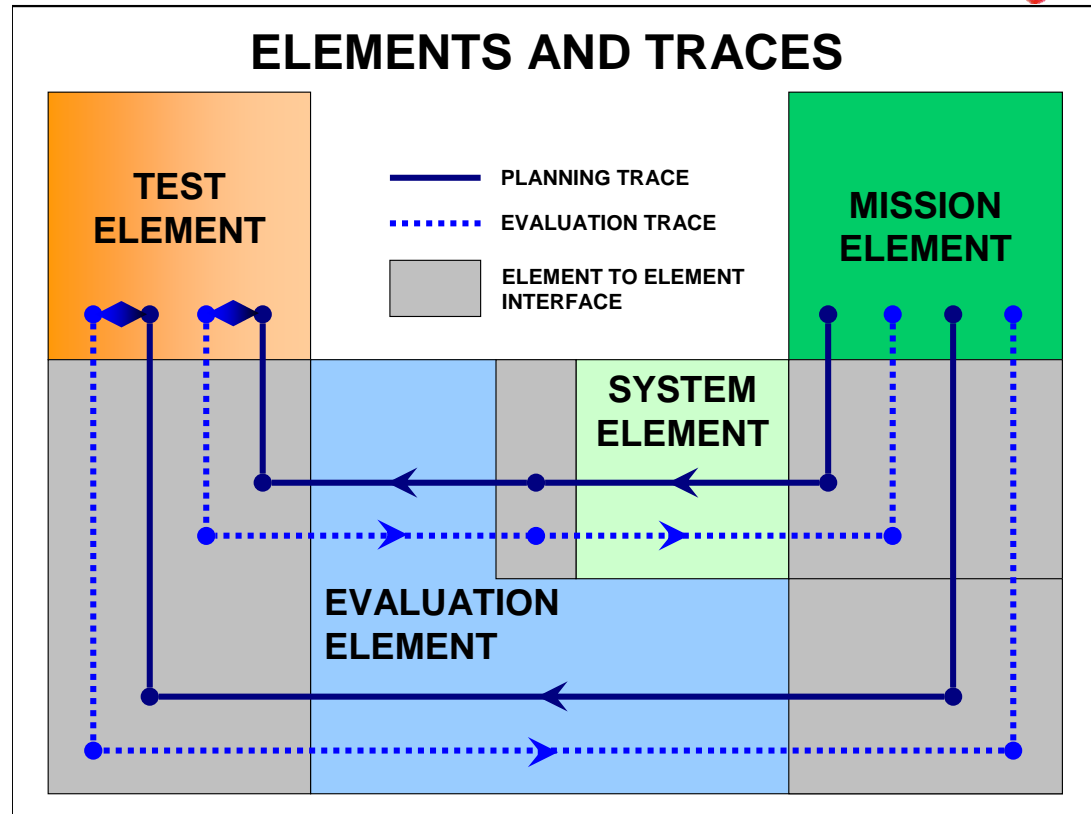 ELEMENTS AND TRACES
TEST
ELEMENT
PLANNING TRACE
EVALUATION TRACE
ELEMENT TO ELEMENT
INTERFACE
MISSION
ELEMENT
SYSTEM
ELEMENT
EVALUATION
ELEMENT